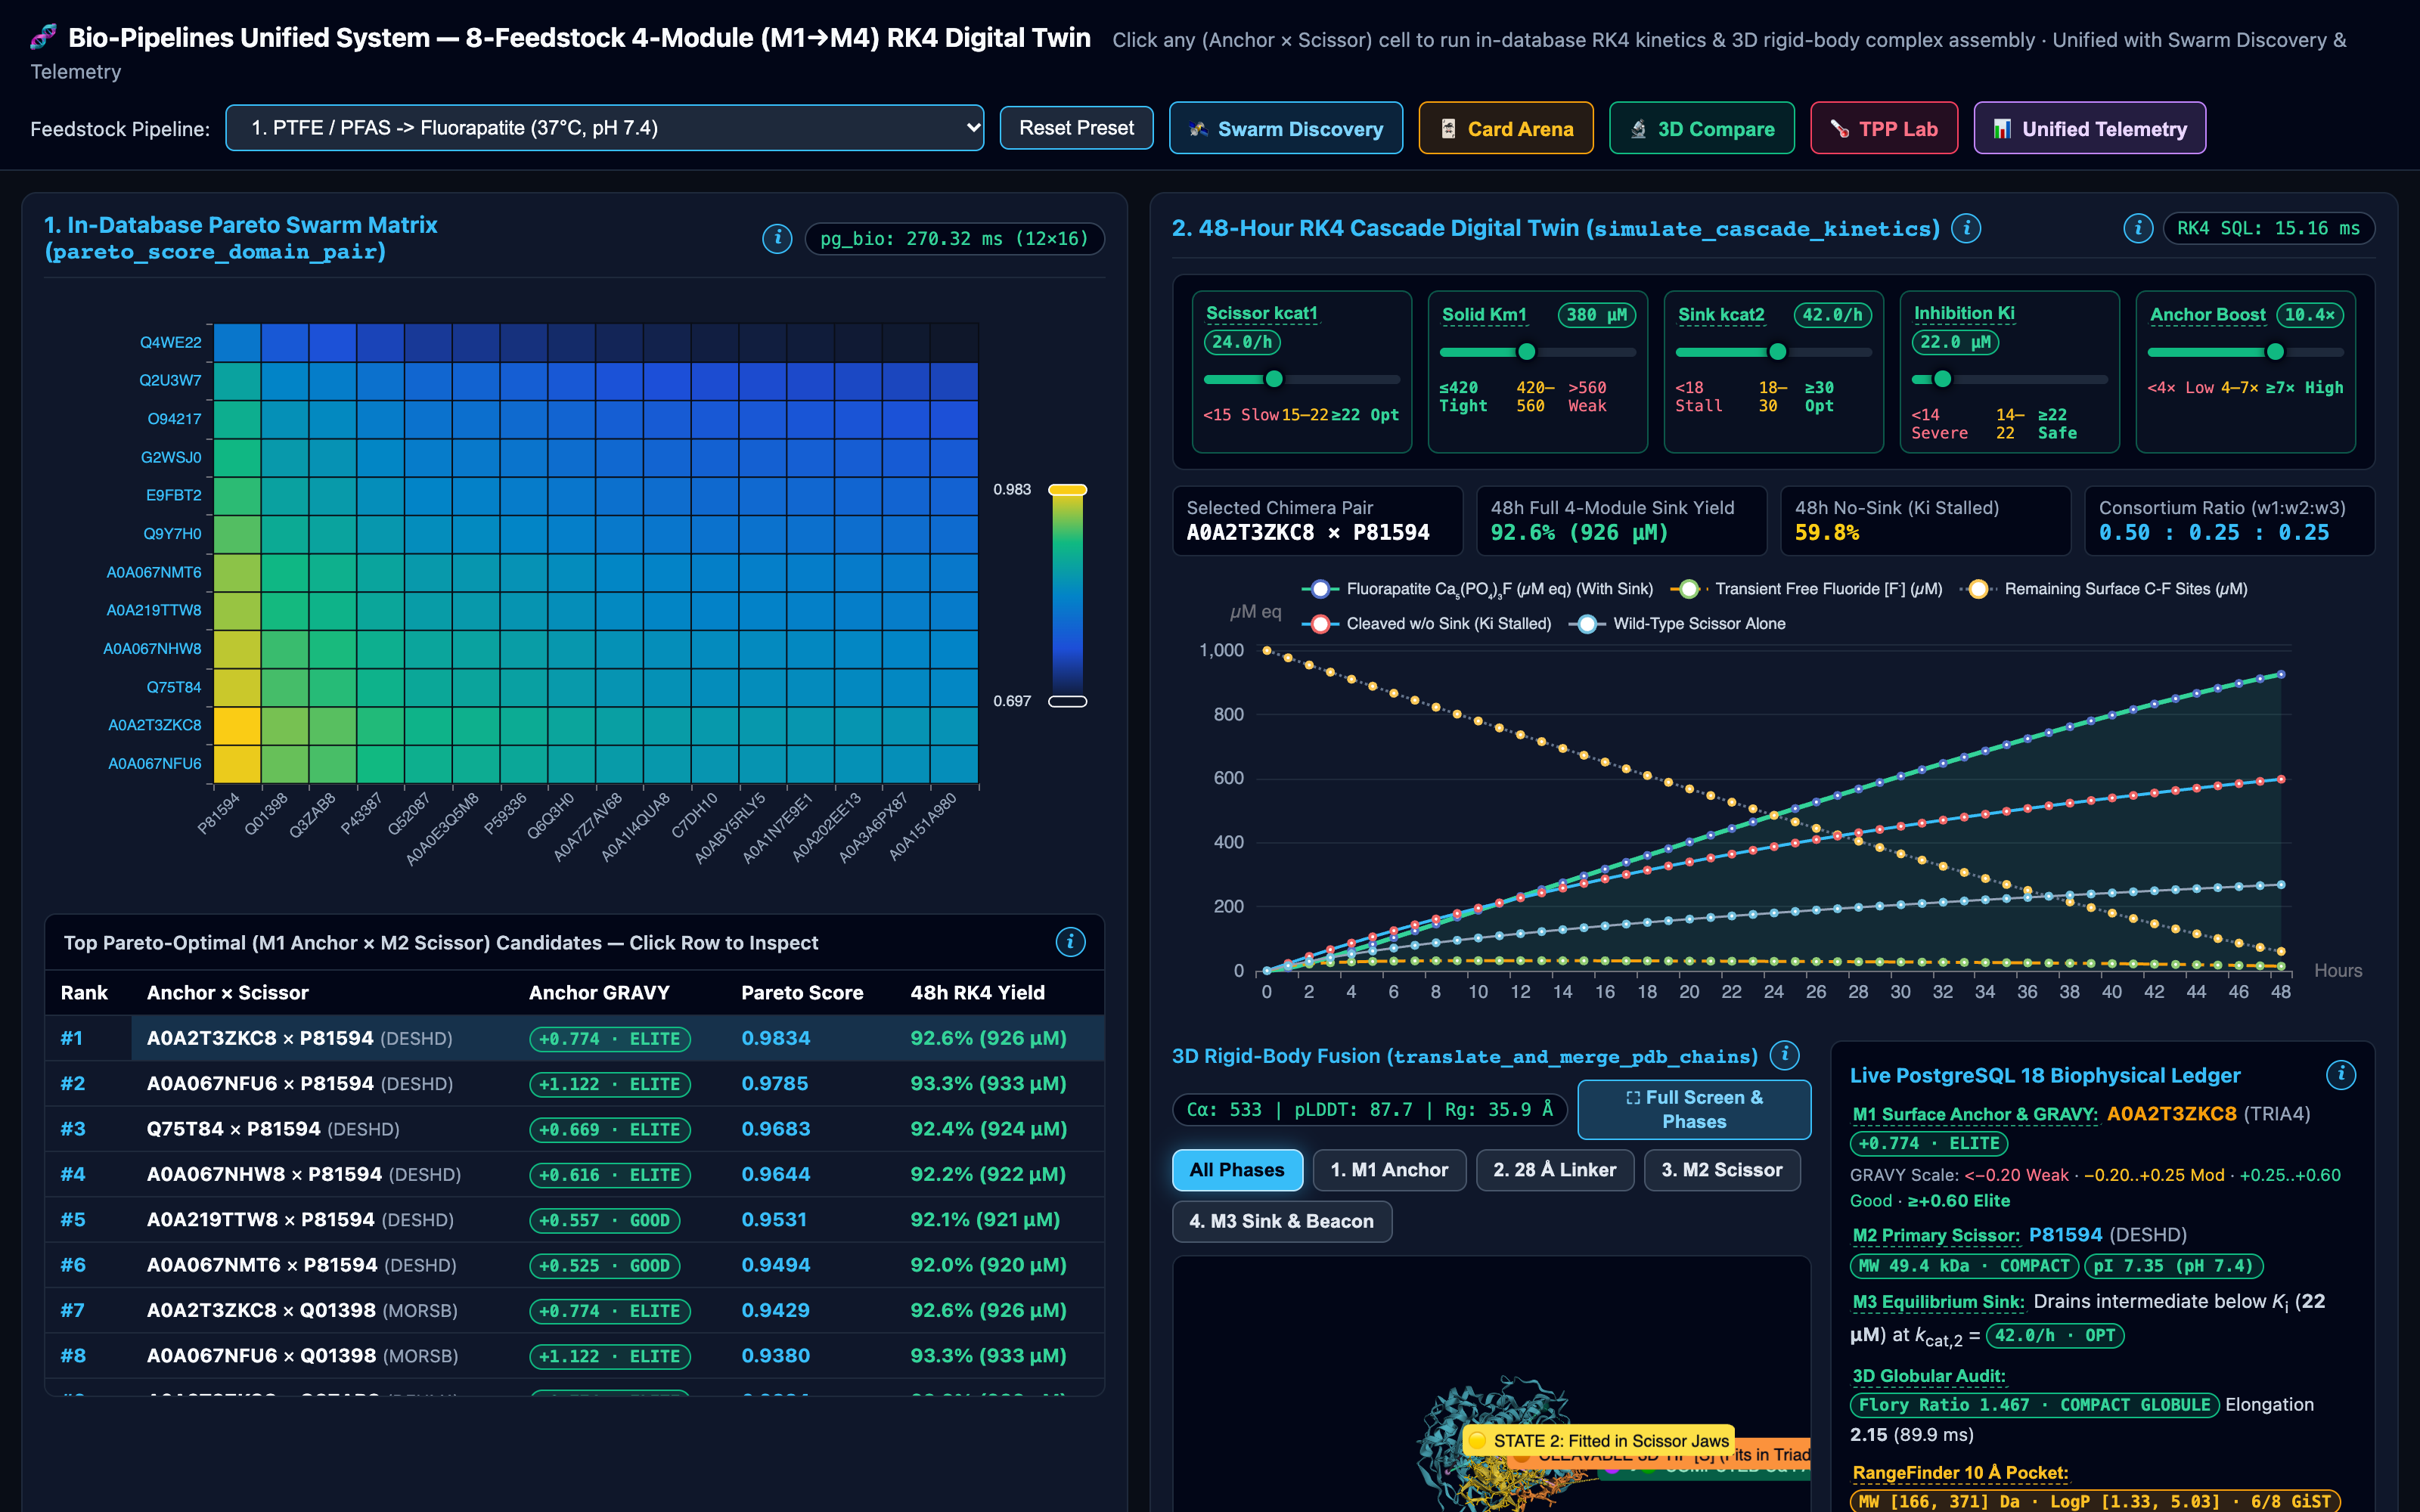 🧬 Bio-Pipelines Unified System — 8-Feedstock 4-Module (M1→M4) RK4 Digital Twin Click any (Anchor × Scissor) cell to run in-database RK4 kinetics & 3D rigid-body complex assembly · Unified with Swarm Discovery &
Telemetry
Feedstock Pipeline: 1. PTFE / PFAS -> Fluorapatite (37°C, pH 7.4) Reset Preset Swarm Discovery Card Arena 3D Compare TPP Lab Unified Telemetry
1. In-Database Pareto Swarm Matrix
(pareto_score_domain_pair)
i pg_bio: 270.32 ms (12×16)
Q4WE22
Q2U3W7
O94217
G2WSJ0
E9FBT2
Q9Y7H0
A0A067NMT6
A0A219TTW8
A0A067NHW8
Q75T84
A0A2T3ZKC8
A0A067NFU6
P81594 Q01398 Q3ZAB8 P43387 Q52087 A0A0E3Q5M8 P59336 Q6Q3H0 A0A7Z7AV68 A0A1I4QUA8 C7DH10 A0ABY5RLY5 A0A1N7E9E1 A0A202EE13 A0A3A6PX87 A0A151A980
0.983
0.697
Top Pareto-Optimal (M1 Anchor × M2 Scissor) Candidates — Click Row to Inspect i
Rank Anchor × Scissor Anchor GRAVY Pareto Score 48h RK4 Yield
#1 A0A2T3ZKC8 × P81594 (DESHD) +0.774 · ELITE 0.9834 92.6% (926 µM)
#2 A0A067NFU6 × P81594 (DESHD) +1.122 · ELITE 0.9785 93.3% (933 µM)
#3 Q75T84 × P81594 (DESHD) +0.669 · ELITE 0.9683 92.4% (924 µM)
#4 A0A067NHW8 × P81594 (DESHD) +0.616 · ELITE 0.9644 92.2% (922 µM)
#5 A0A219TTW8 × P81594 (DESHD) +0.557 · GOOD 0.9531 92.1% (921 µM)
#6 A0A067NMT6 × P81594 (DESHD) +0.525 · GOOD 0.9494 92.0% (920 µM)
#7 A0A2T3ZKC8 × Q01398 (MORSB) +0.774 · ELITE 0.9429 92.6% (926 µM)
#8 A0A067NFU6 × Q01398 (MORSB) +1.122 · ELITE 0.9380 93.3% (933 µM)
2. 48-Hour RK4 Cascade Digital Twin (simulate_cascade_kinetics) i i RK4 SQL: 15.16 ms
Scissor kcat1 24.0/h
<15 Slow 15–22 ≥22 Opt
Solid Km1 380 µM
≤420 Tight 420–560 >560 Weak
Sink kcat2 42.0/h
<18 Stall 18–30 ≥30 Opt
Inhibition Ki 22.0 µM
<14 Severe 14–22 ≥22 Safe
Anchor Boost 10.4×
<4× Low 4–7× ≥7× High
Selected Chimera Pair
A0A2T3ZKC8 × P81594
48h Full 4-Module Sink Yield
92.6% (926 µM)
48h No-Sink (Ki Stalled)
59.8%
Consortium Ratio (w1:w2:w3)
0.50 : 0.25 : 0.25
Fluorapatite Ca₅(PO₄)₃F (µM eq) (With Sink) Transient Free Fluoride [F⁻] (µM) Remaining Surface C-F Sites (µM)
Cleaved w/o Sink (Ki Stalled) Wild-Type Scissor Alone
µM eq
1,000
800
600
400
200
0
0 2 4 6 8 10 12 14 16 18 20 22 24 26 28 30 32 34 36 38 40 42 44 46 48
Hours
3D Rigid-Body Fusion (translate_and_merge_pdb_chains) i
Cα: 533 | pLDDT: 87.7 | Rg: 35.9 Å
⛶ Full Screen &
Phases
All Phases 1. M1 Anchor 2. 28 Å Linker 3. M2 Scissor
4. M3 Sink & Beacon
STATE 2: Fitted in Scissor Jaws
its in Triad
Live PostgreSQL 18 Biophysical Ledger i
M1 Surface Anchor & GRAVY: A0A2T3ZKC8 (TRIA4)
+0.774 · ELITE
GRAVY Scale: <−0.20 Weak · −0.20..+0.25 Mod · +0.25..+0.60
Good · ≥+0.60 Elite
M2 Primary Scissor: P81594 (DESHD)
MW 49.4 kDa · COMPACT pI 7.35 (pH 7.4)
M3 Equilibrium Sink: Drains intermediate below Ki (22
µM) at kcat,2 = 42.0/h · OPT
3D Globular Audit:
Flory Ratio 1.467 · COMPACT GLOBULE Elongation
2.15 (89.9 ms)
RangeFinder 10 Å Pocket:
MW [166, 371] Da · LogP [1.33, 5.03] · 6/8 GiST